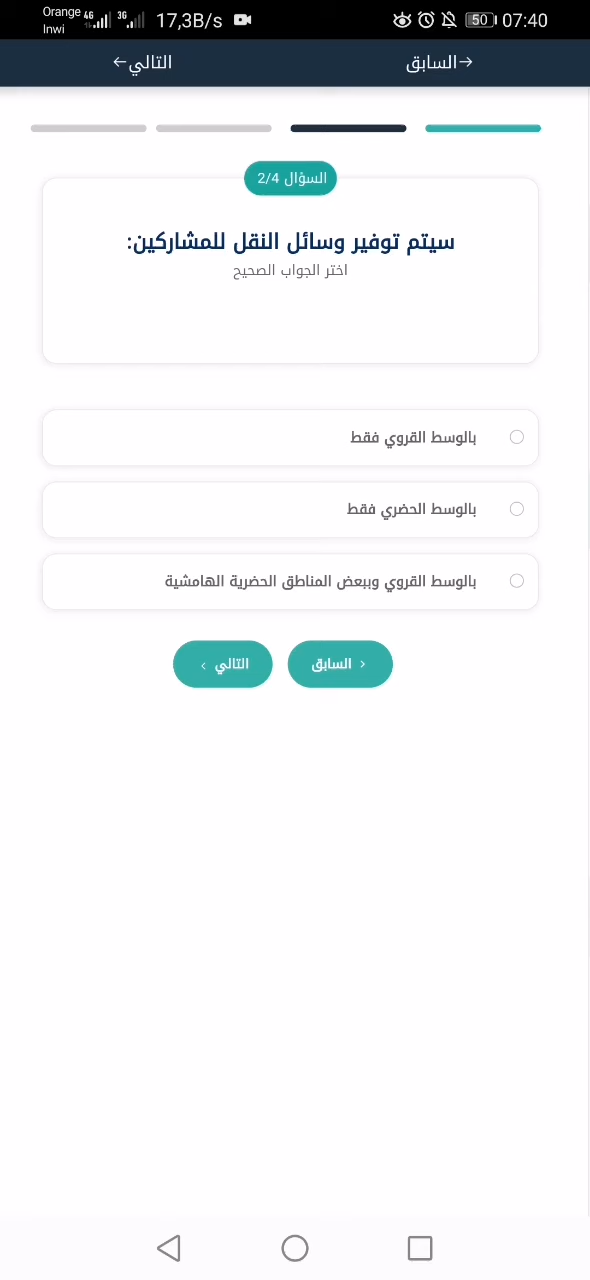 Orange 4G 3G 17,3B/s 50 07:40
Inwi
→السابق
التالي←
السؤال 2/4
سيتم توفير وسائل النقل للمشاركين:
اختر الجواب الصحيح
بالوسط القروي فقط
بالوسط الحضري فقط
بالوسط القروي وببعض المناطق الحضرية الهامشية
‹ السابق
التالي ›